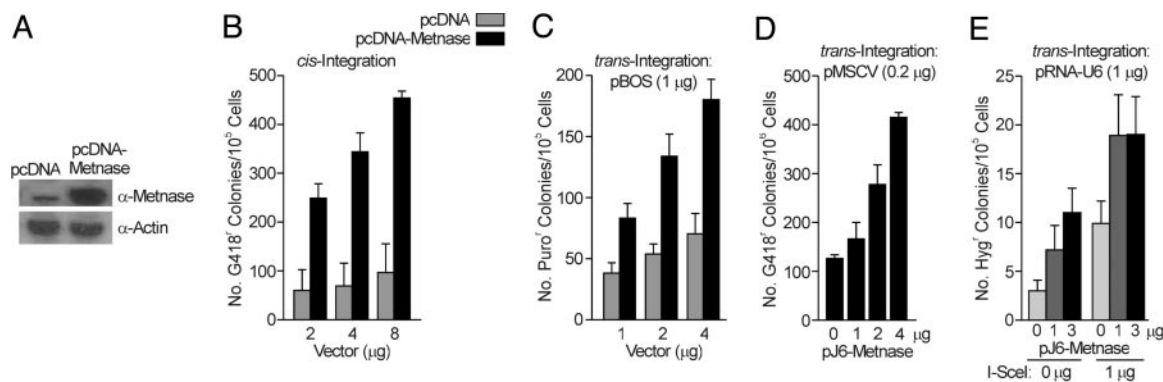 A
pcDNA
pcDNA-
Metnase
α-Metnase
α-Actin
pcDNA
pcDNA-Metnase
B
cis-Integration
No. G418ʳ Colonies/10⁵ Cells
500
400
300
200
100
0
2 4 8
Vector (μg)
C
trans-Integration:
pBOS (1 μg)
No. Puroʳ Colonies/10⁵ Cells
200
150
100
50
0
1 2 4
Vector (μg)
D
trans-Integration:
pMSCV (0.2 μg)
No. G418ʳ Colonies/10⁶ Cells
500
400
300
200
100
0
0 1 2 4 μg
pJ6-Metnase
E
trans-Integration:
pRNA-U6 (1 μg)
No. Hygʳ Colonies/10⁵ Cells
25
20
15
10
5
0
0 1 3 0 1 3 μg
pJ6-Metnase
I-SceI: 0 μg 1 μg